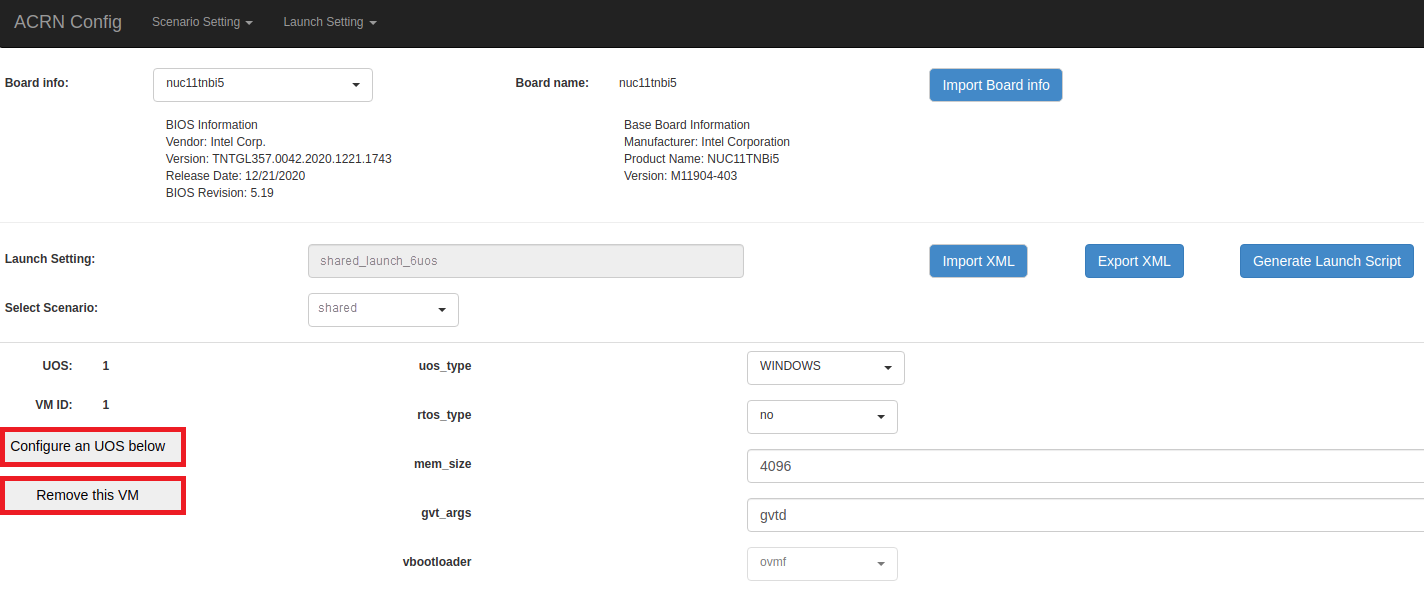 ACRN Config Scenario Setting Launch Setting
Board info: nuc11tnbi5 Board name: nuc11tnbi5 Import Board info
BIOS Information
Vendor: Intel Corp.
Version: TNTGL357.0042.2020.1221.1743
Release Date: 12/21/2020
BIOS Revision: 5.19
Base Board Information
Manufacturer: Intel Corporation
Product Name: NUC11TNBi5
Version: M11904-403
Launch Setting: shared_launch_6uos Import XML Export XML Generate Launch Script
Select Scenario: shared
UOS: 1
VM ID: 1
Configure an UOS below
Remove this VM
uos_type WINDOWS
rtos_type no
mem_size 4096
gvt_args gvtd
vbootloader ovmf